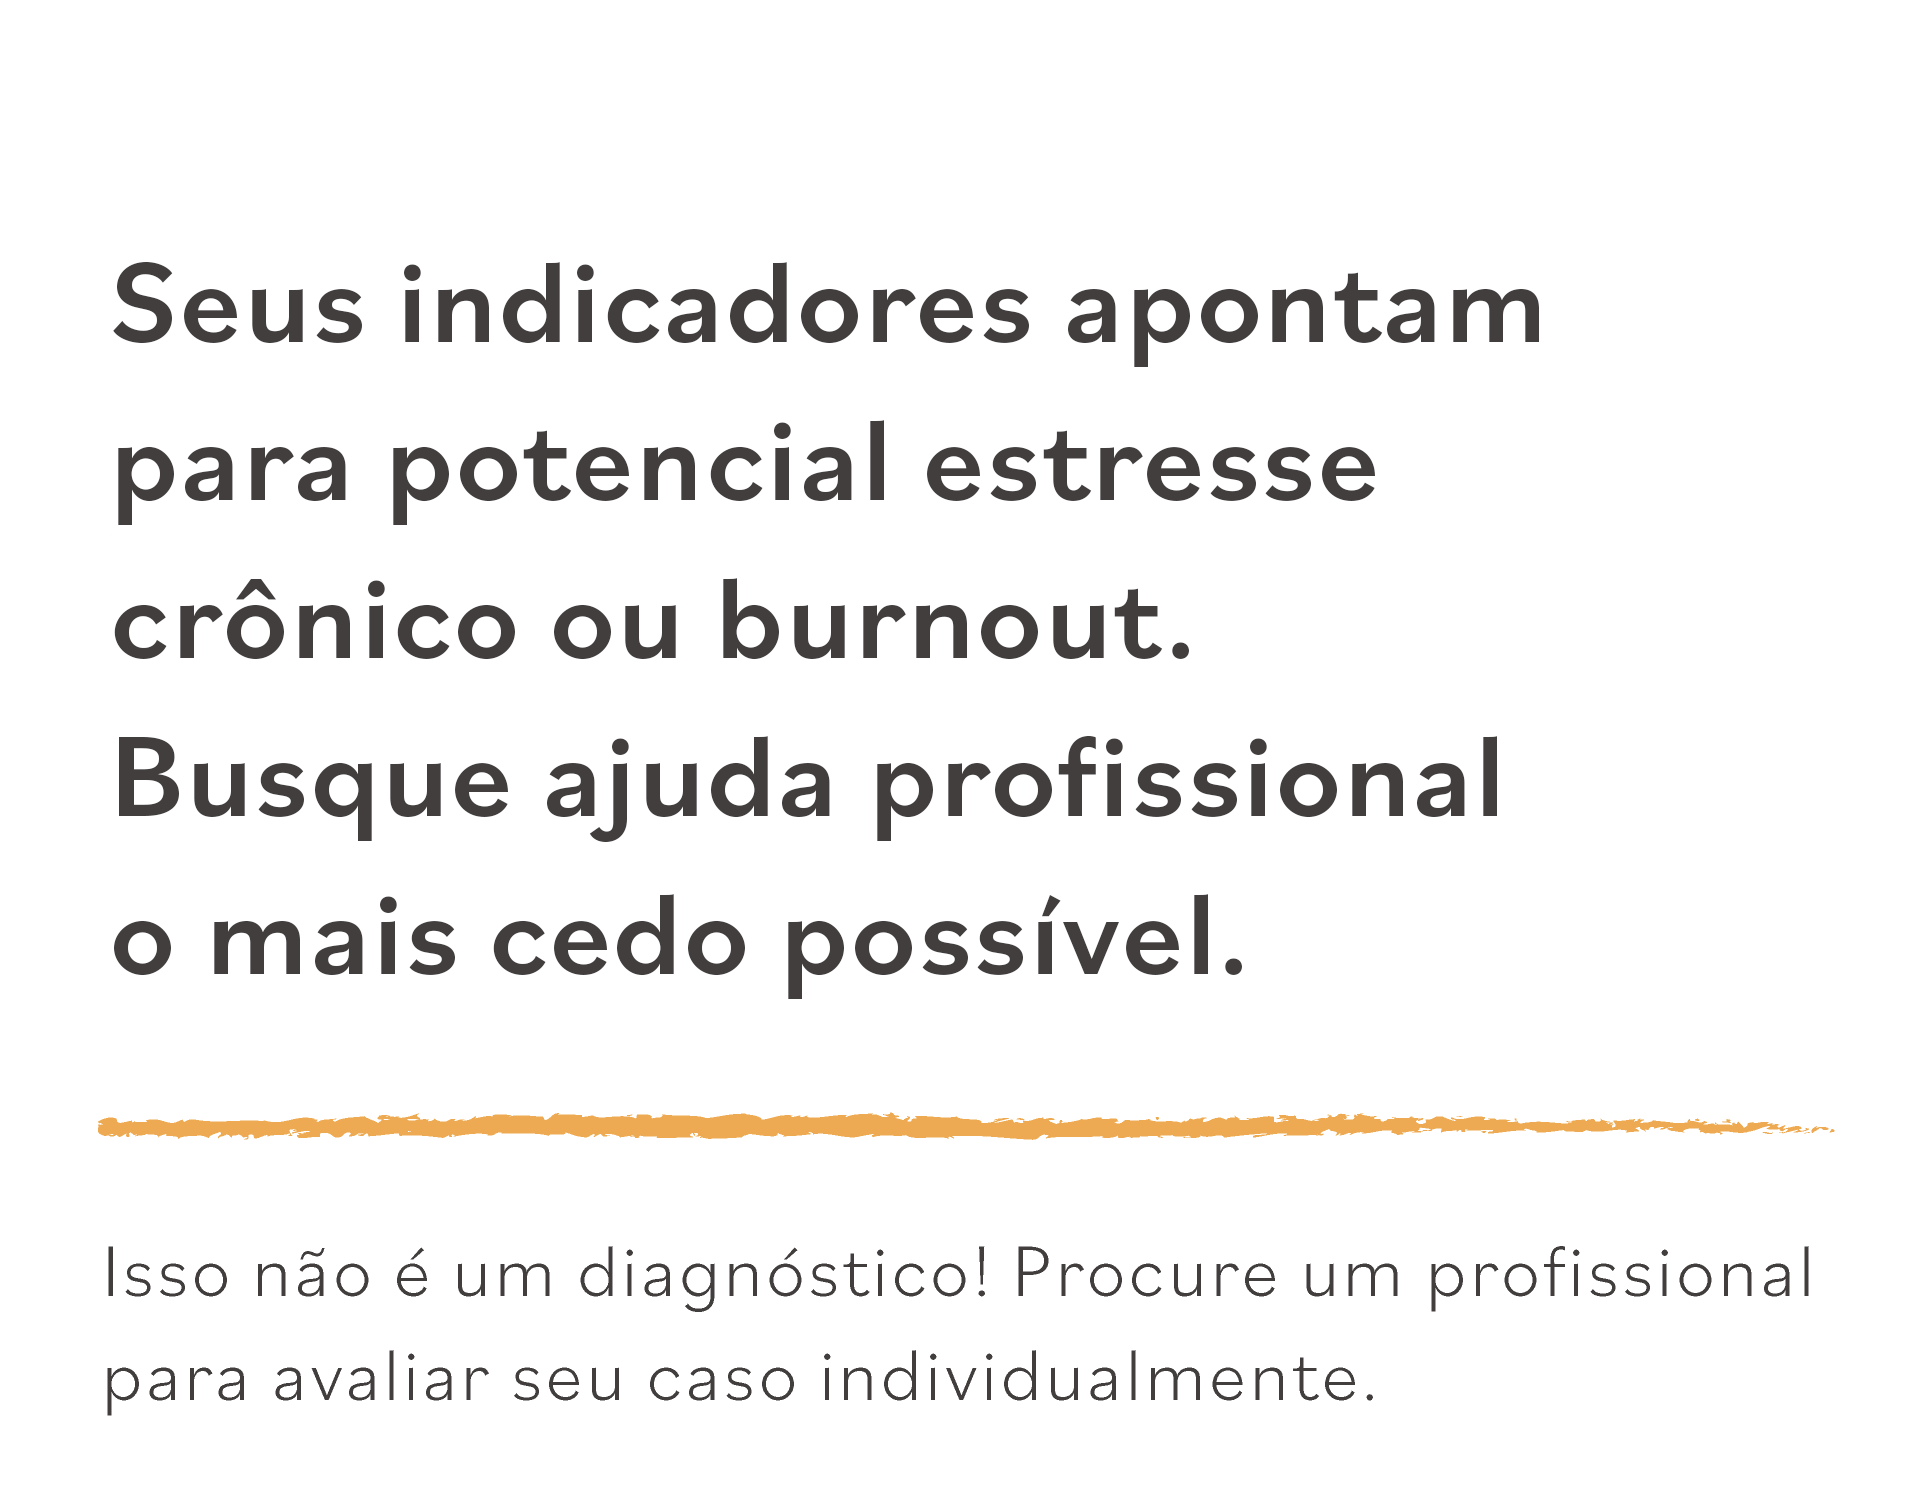 Seus indicadores apontam
para potencial estresse
crônico ou burnout.
Busque ajuda profissional
o mais cedo possível.
Isso não é um diagnóstico! Procure um profissional
para avaliar seu caso individualmente.